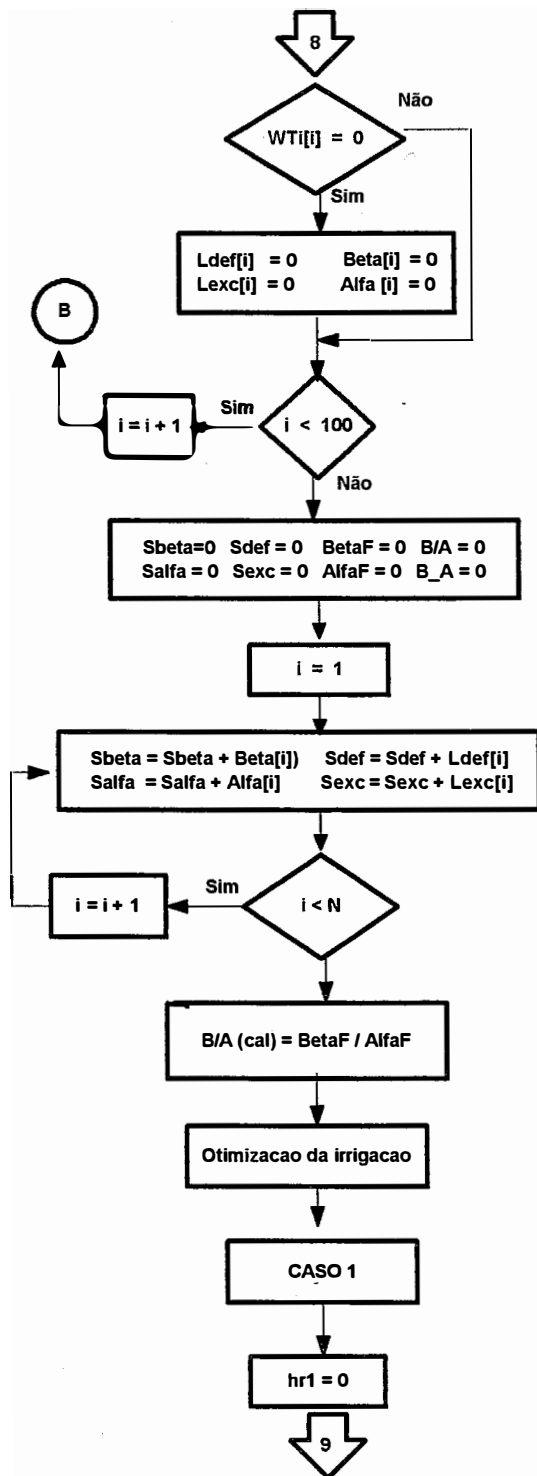 8
Não
WTi[i] = 0
Sim
Ldef[i] = 0 Beta[i] = 0
Lexc[i] = 0 Alfa [i] = 0
B
Sim
i = i + 1
i < 100
Não
Sbeta=0 Sdef = 0 BetaF = 0 B/A = 0
Salfa = 0 Sexc = 0 AlfaF = 0 B_A = 0
i = 1
Sbeta = Sbeta + Beta[i]) Sdef = Sdef + Ldef[i]
Salfa = Salfa + Alfa[i] Sexc = Sexc + Lexc[i]
Sim
i = i + 1
i < N
B/A (cal) = BetaF / AlfaF
Otimizacao da irrigacao
CASO 1
hr1 = 0
9